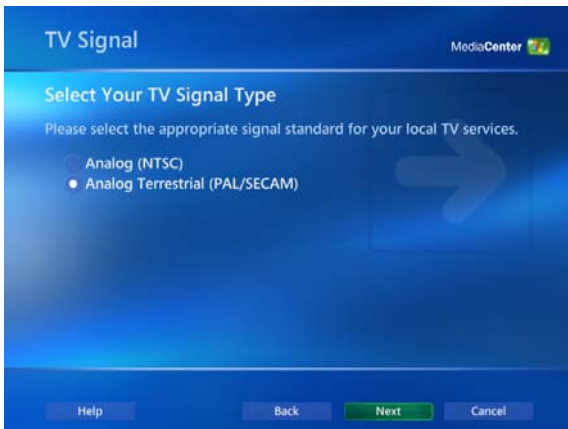 TV Signal
MediaCenter
Select Your TV Signal Type
Please select the appropriate signal standard for your local TV services.
Analog (NTSC)
Analog Terrestrial (PAL/SECAM)
Help Back Next Cancel